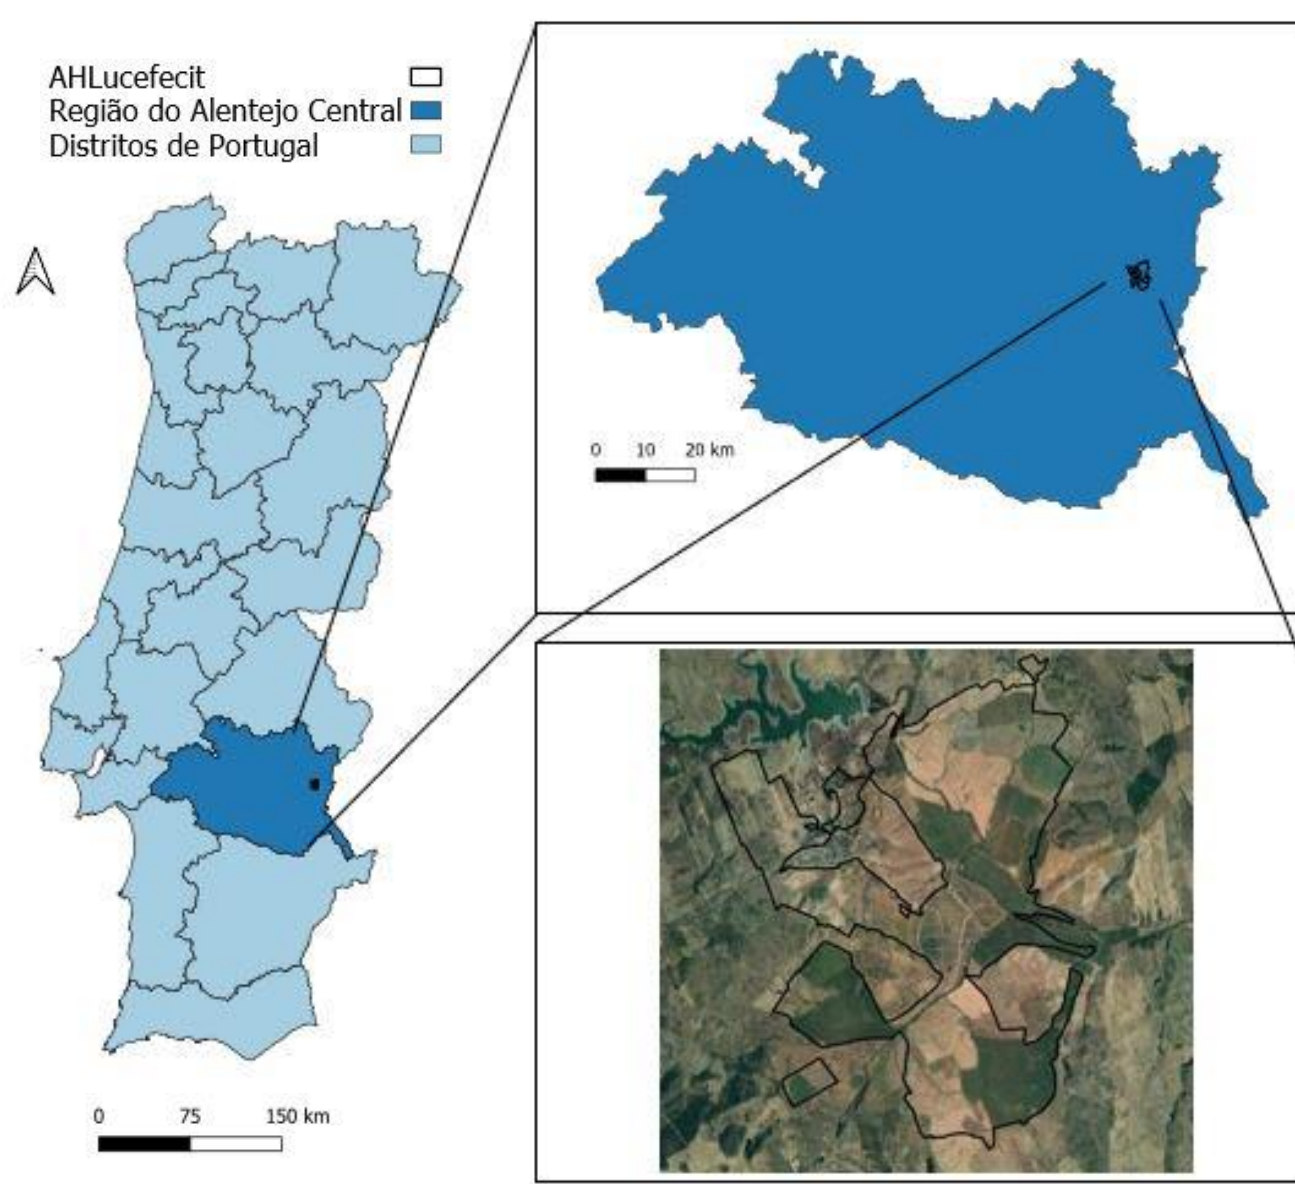 AHLucefecit
Região do Alentejo Central
Distritos de Portugal
0 10 20 km
0 75 150 km